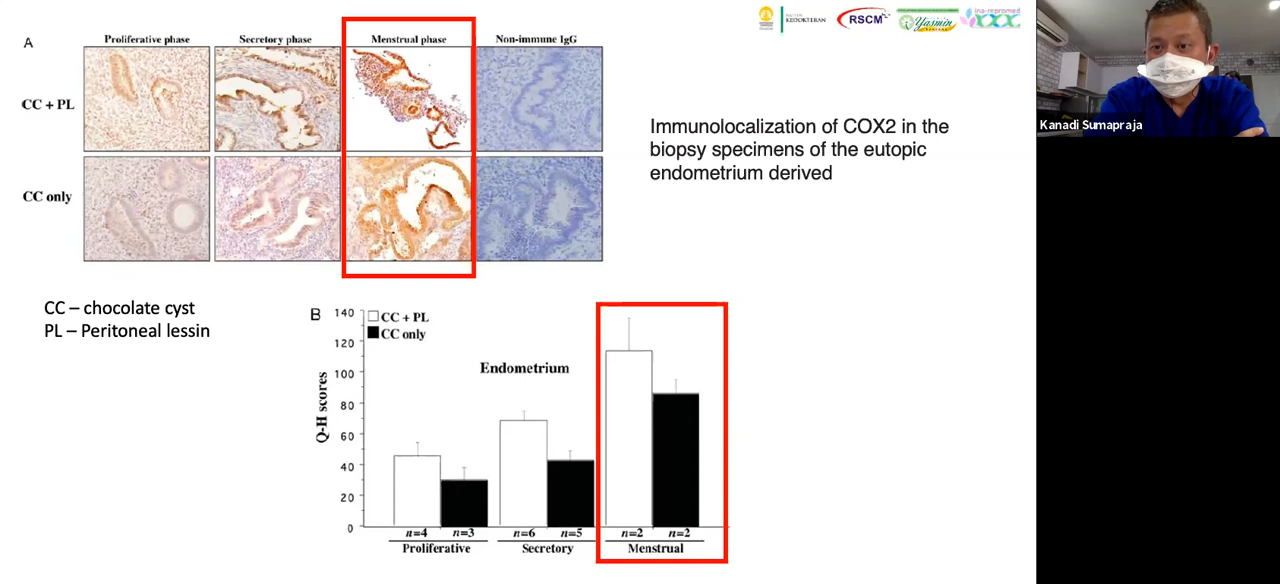 KEDOKTERAN
RSCM
Yasmin
ina-repromed
A
Proliferative phase
Secretory phase
Menstrual phase
Non-immune IgG
CC + PL
CC only
Immunolocalization of COX2 in the
biopsy specimens of the eutopic
endometrium derived
Kanadi Sumapraja
CC – chocolate cyst
PL – Peritoneal lessin
B
CC + PL
CC only
Endometrium
Q-H scores
140
120
100
80
60
40
20
0
n=4 n=3 n=6 n=5 n=2 n=2
Proliferative Secretory Menstrual